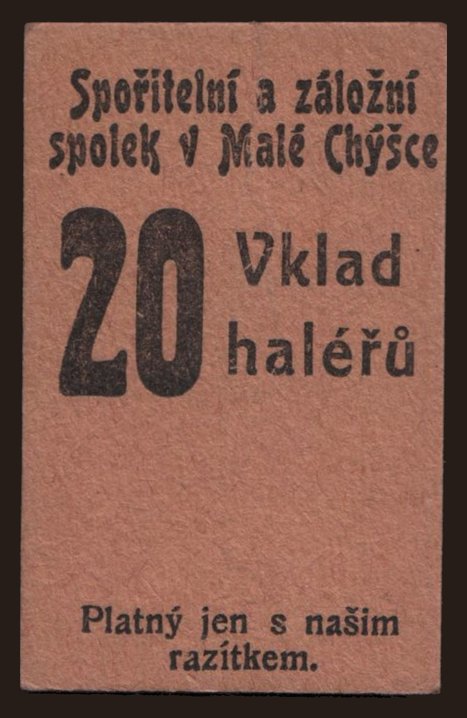 Spořitelní a záložní
spolek v Malé Chýšce
20 Vklad
haléřů
Platný jen s našim
razítkem.